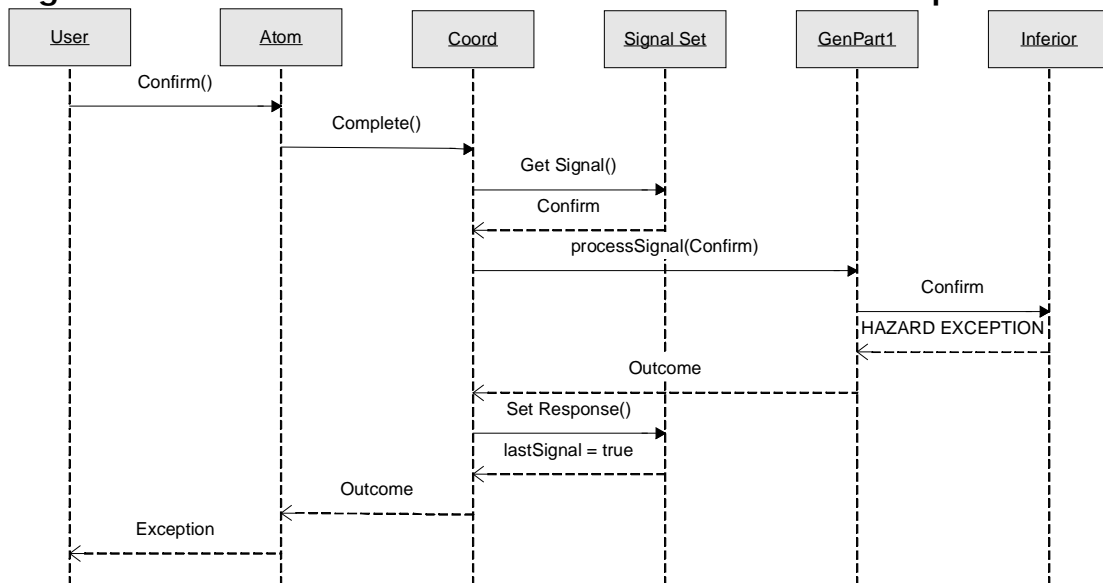 User
Atom
Coord
Signal Set
GenPart1
Inferior
Confirm()
Complete()
Get Signal()
Confirm
processSignal(Confirm)
Confirm
HAZARD EXCEPTION
Outcome
Set Response()
lastSignal = true
Outcome
Exception